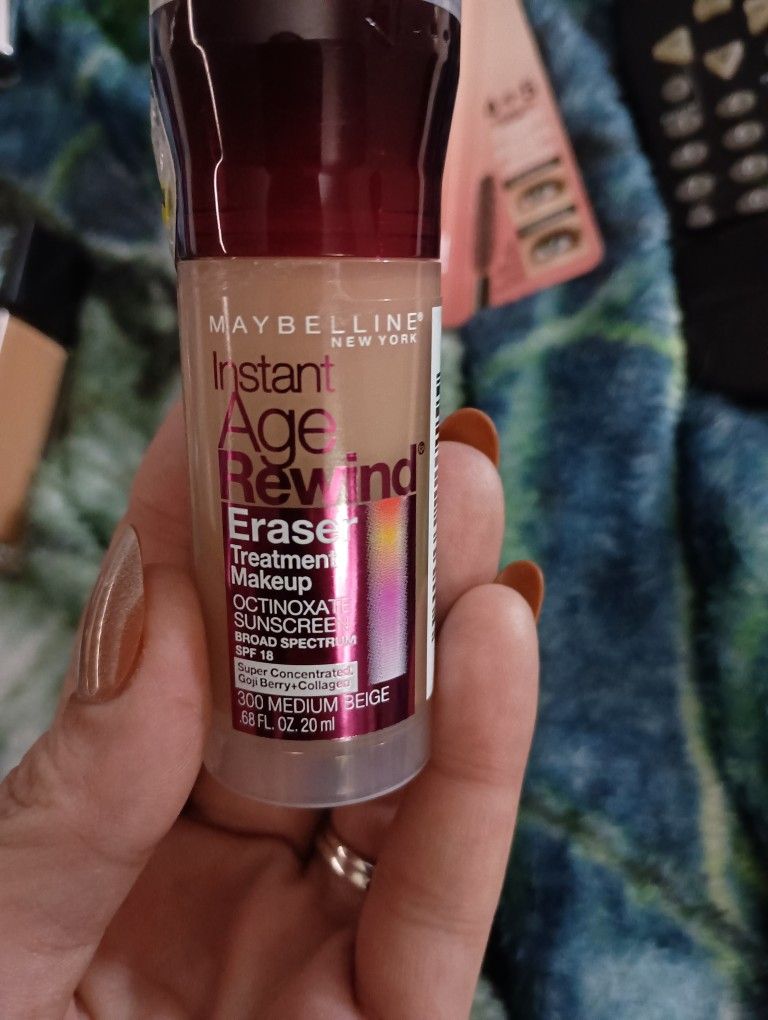 MAYBELLINE®
NEW YORK
Instant
Age
Rewind®
Eraser
Treatment
Makeup
OCTINOXATE
SUNSCREEN
BROAD SPECTRUM
SPF 18
Super Concentrated
Goji Berry+Collagen
300 MEDIUM BEIGE
.68 FL. OZ. 20 ml